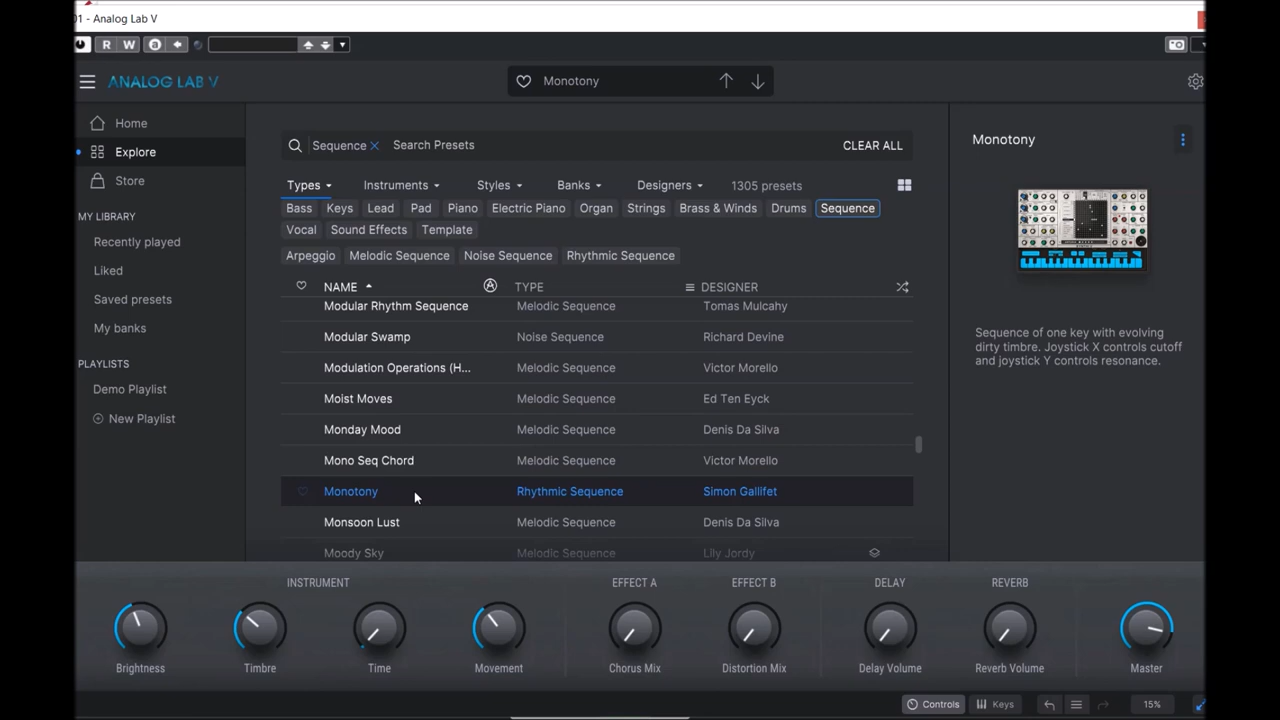 01 - Analog Lab V
R W
ANALOG LAB V
Monotony
Home
Explore
Store
MY LIBRARY
Recently played
Liked
Saved presets
My banks
PLAYLISTS
Demo Playlist
New Playlist
Sequence Search Presets CLEAR ALL
Types Instruments Styles Banks Designers 1305 presets
Bass Keys Lead Pad Piano Electric Piano Organ Strings Brass & Winds Drums Sequence
Vocal Sound Effects Template
Arpeggio Melodic Sequence Noise Sequence Rhythmic Sequence
NAME TYPE DESIGNER
Modular Rhythm Sequence Melodic Sequence Tomas Mulcahy
Modular Swamp Noise Sequence Richard Devine
Modulation Operations (H... Melodic Sequence Victor Morello
Moist Moves Melodic Sequence Ed Ten Eyck
Monday Mood Melodic Sequence Denis Da Silva
Mono Seq Chord Melodic Sequence Victor Morello
Monotony Rhythmic Sequence Simon Gallifet
Monsoon Lust Melodic Sequence Denis Da Silva
Moody Sky Melodic Sequence Lily Jordy
Monotony
Sequence of one key with evolving
dirty timbre. Joystick X controls cutoff
and joystick Y controls resonance.
INSTRUMENT EFFECT A EFFECT B DELAY REVERB
Brightness Timbre Time Movement Chorus Mix Distortion Mix Delay Volume Reverb Volume Master
Controls Keys 15%